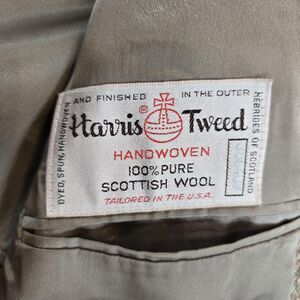 DYED, SPUN, HANDWOVEN
AND FINISHED IN THE OUTER
HEBRIDES OF SCOTLAND
Harris Tweed
HANDWOVEN
100% PURE
SCOTTISH WOOL
TAILORED IN THE U.S.A.